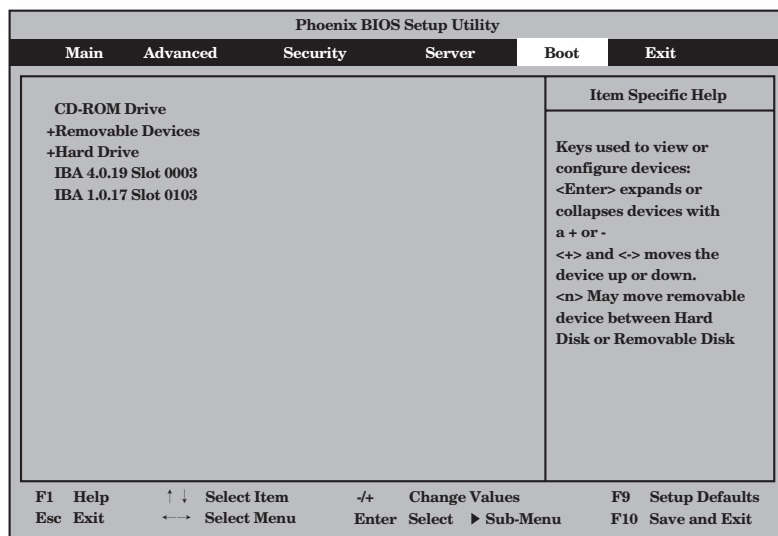 Phoenix BIOS Setup Utility
Main Advanced Security Server Boot Exit
CD-ROM Drive
+Removable Devices
+Hard Drive
IBA 4.0.19 Slot 0003
IBA 1.0.17 Slot 0103
Item Specific Help
Keys used to view or
configure devices:
<Enter> expands or
collapses devices with
a + or -
<+> and <-> moves the
device up or down.
<n> May move removable
device between Hard
Disk or Removable Disk
F1 Help ↑ ↓ Select Item -/+ Change Values F9 Setup Defaults
Esc Exit ←→ Select Menu Enter Select ▶ Sub-Menu F10 Save and Exit